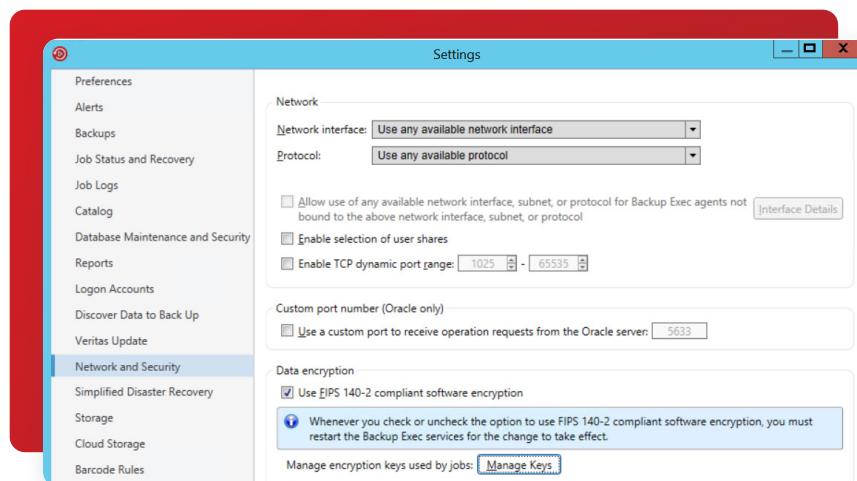 Settings
Preferences
Alerts
Backups
Job Status and Recovery
Job Logs
Catalog
Database Maintenance and Security
Reports
Logon Accounts
Discover Data to Back Up
Veritas Update
Network and Security
Simplified Disaster Recovery
Storage
Cloud Storage
Barcode Rules
Network
Network interface: Use any available network interface
Protocol: Use any available protocol
Allow use of any available network interface, subnet, or protocol for Backup Exec agents not
bound to the above network interface, subnet, or protocol
Interface Details
Enable selection of user shares
Enable TCP dynamic port range: 1025 - 65535
Custom port number (Oracle only)
Use a custom port to receive operation requests from the Oracle server: 5633
Data encryption
Use FIPS 140-2 compliant software encryption
Whenever you check or uncheck the option to use FIPS 140-2 compliant software encryption, you must
restart the Backup Exec services for the change to take effect.
Manage encryption keys used by jobs: Manage Keys